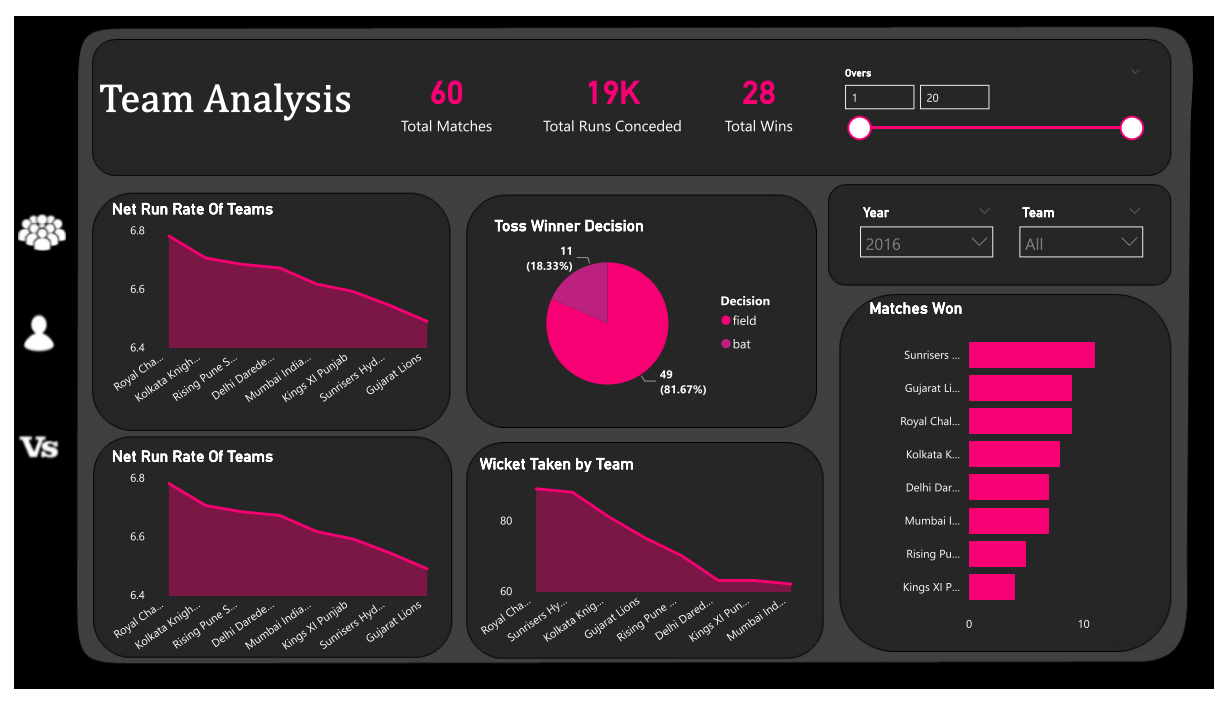 Team Analysis
60
Total Matches
19K
Total Runs Conceded
28
Total Wins
Overs
1
20
Net Run Rate Of Teams
6.8
6.6
6.4
Royal Cha...
Kolkata Knigh...
Rising Pune S...
Delhi Darede...
Mumbai India...
Kings XI Punjab
Sunrisers Hyd...
Gujarat Lions
Toss Winner Decision
11
(18.33%)
49
(81.67%)
Decision
field
bat
Year
2016
Team
All
Matches Won
Sunrisers ...
Gujarat Li...
Royal Chal...
Kolkata K...
Delhi Dar...
Mumbai I...
Rising Pu...
Kings XI P...
0
10
Vs
Net Run Rate Of Teams
6.8
6.6
6.4
Royal Cha...
Kolkata Knigh...
Rising Pune S...
Delhi Darede...
Mumbai India...
Kings XI Punjab
Sunrisers Hyd...
Gujarat Lions
Wicket Taken by Team
80
60
Royal Cha...
Sunrisers Hy...
Kolkata Knig...
Gujarat Lions
Rising Pune ...
Delhi Dared...
Kings XI Pun...
Mumbai Ind...